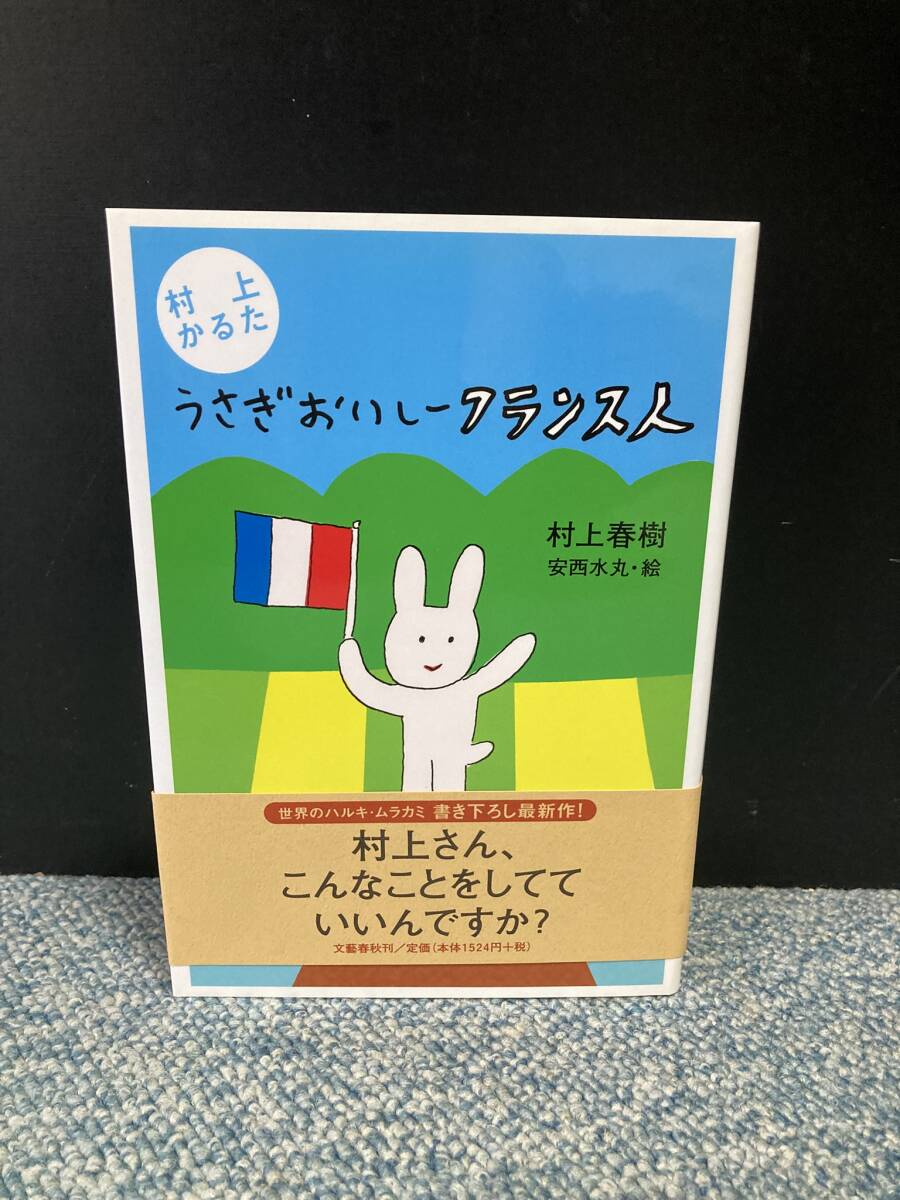 村上
かるた
うさぎおいしーフランス人
村上春樹
安西水丸・絵
世界のハルキ・ムラカミ 書き下ろし最新作!
村上さん、
こんなことをしてて
いいんですか?
文藝春秋刊/定価(本体1524円+税)